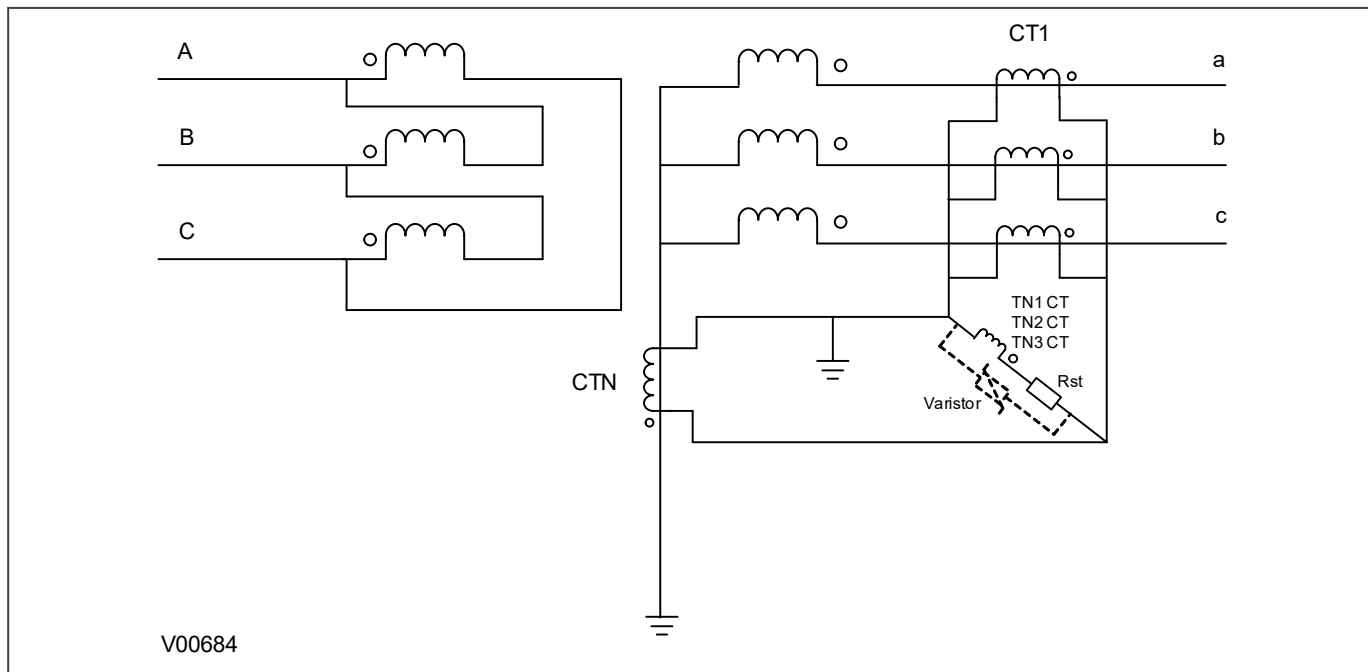 CT1
A
a
B
b
C
c
TN1 CT
TN2 CT
TN3 CT
CTN
Rst
Varistor
V00684